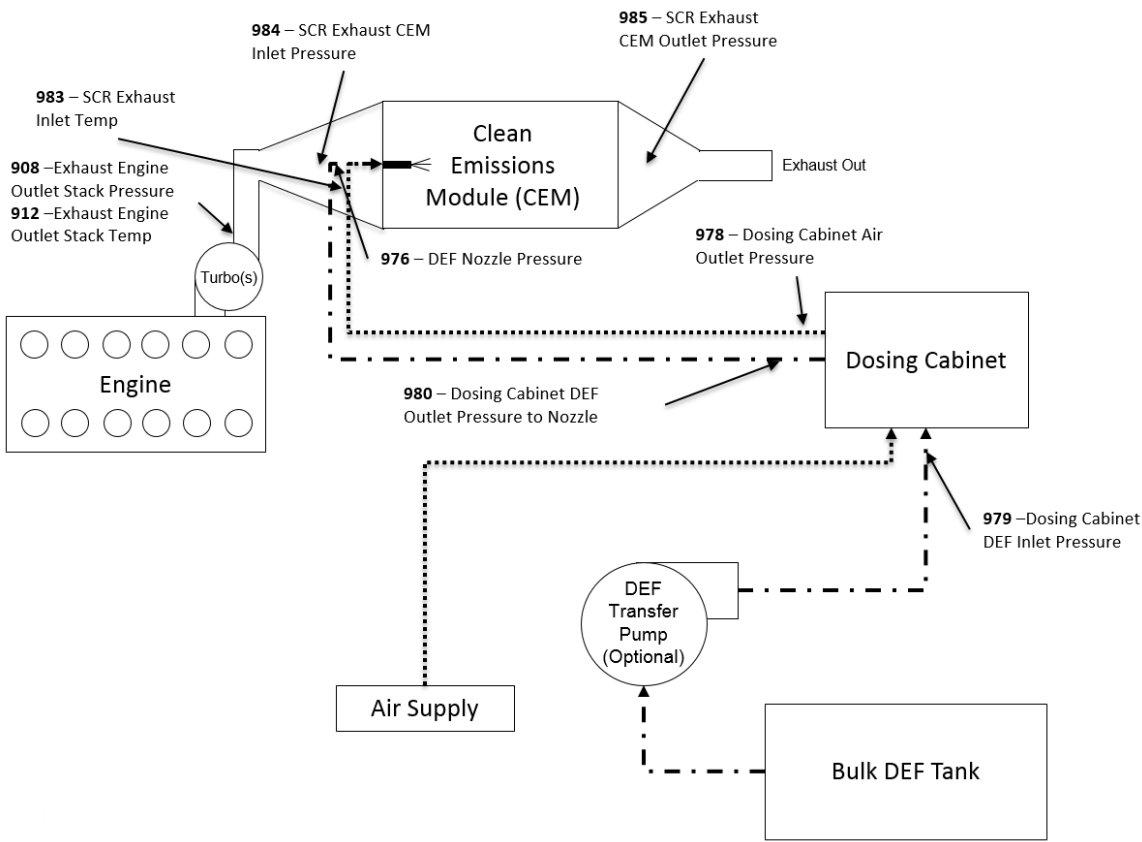 984 – SCR Exhaust CEM
Inlet Pressure
985 – SCR Exhaust
CEM Outlet Pressure
983 – SCR Exhaust
Inlet Temp
908 –Exhaust Engine
Outlet Stack Pressure
912 –Exhaust Engine
Outlet Stack Temp
Clean
Emissions
Module (CEM)
Exhaust Out
976 – DEF Nozzle Pressure
978 – Dosing Cabinet Air
Outlet Pressure
Turbo(s)
Engine
Dosing Cabinet
980 – Dosing Cabinet DEF
Outlet Pressure to Nozzle
979 –Dosing Cabinet
DEF Inlet Pressure
DEF
Transfer
Pump
(Optional)
Air Supply
Bulk DEF Tank